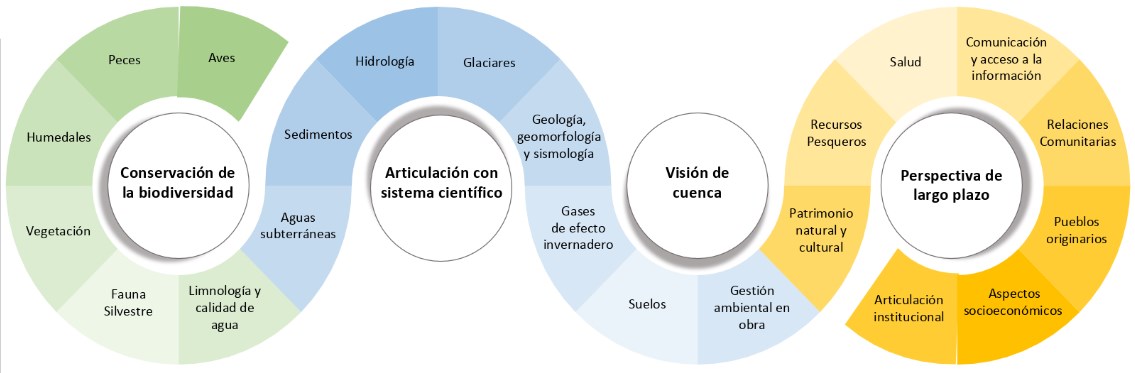 Aves
Peces
Humedales
Vegetación
Fauna
Silvestre
Limnología y
calidad de
agua
Conservación de
la biodiversidad
Aguas
subterráneas
Sedimentos
Hidrología
Glaciares
Geología,
geomorfología
y sismología
Articulación con
sistema científico
Gases
de efecto
invernadero
Suelos
Gestión
ambiental en
obra
Visión de
cuenca
Patrimonio
natural y
cultural
Recursos
Pesqueros
Salud
Comunicación
y acceso a la
información
Relaciones
Comunitarias
Pueblos
originarios
Aspectos
socioeconómicos
Articulación
institucional
Perspectiva de
largo plazo